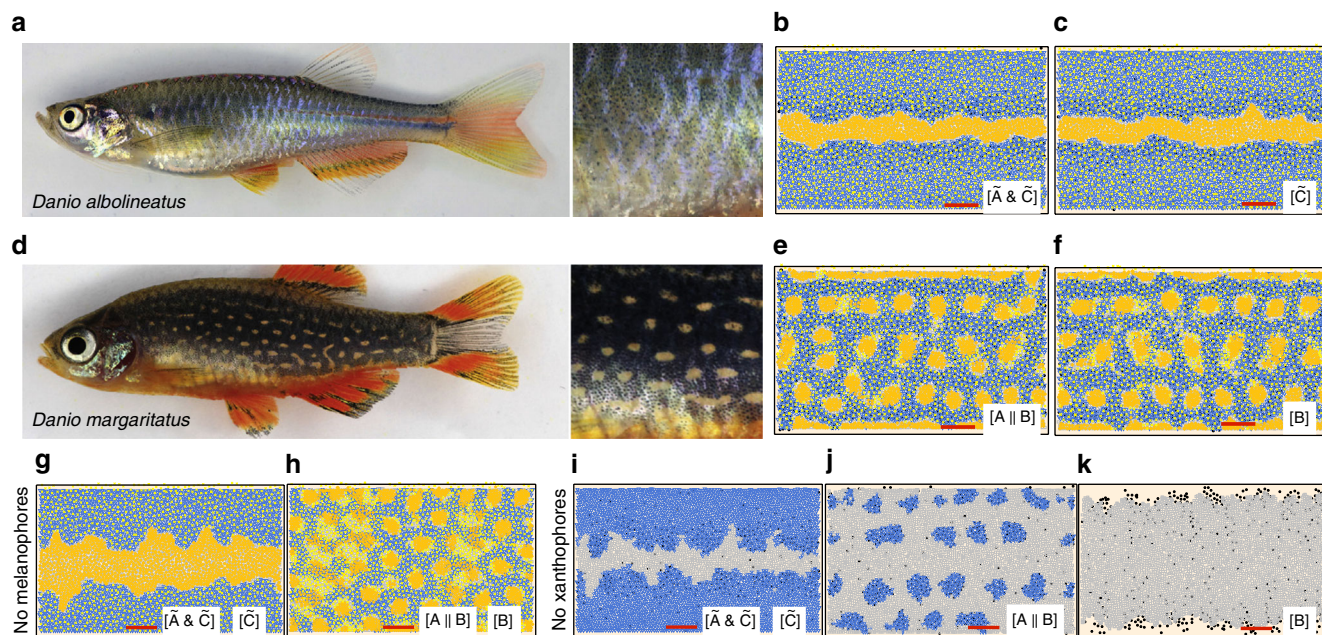 a
b
c
Danio albolineatus
[Ã & C̃]
[C̃]
d
e
f
Danio margaritatus
[A || B]
[B]
g
h
i
j
k
No melanophores
[Ã & C̃] [C̃]
[A || B] [B]
No xanthophores
[Ã & C̃] [C̃]
[A || B]
[B]